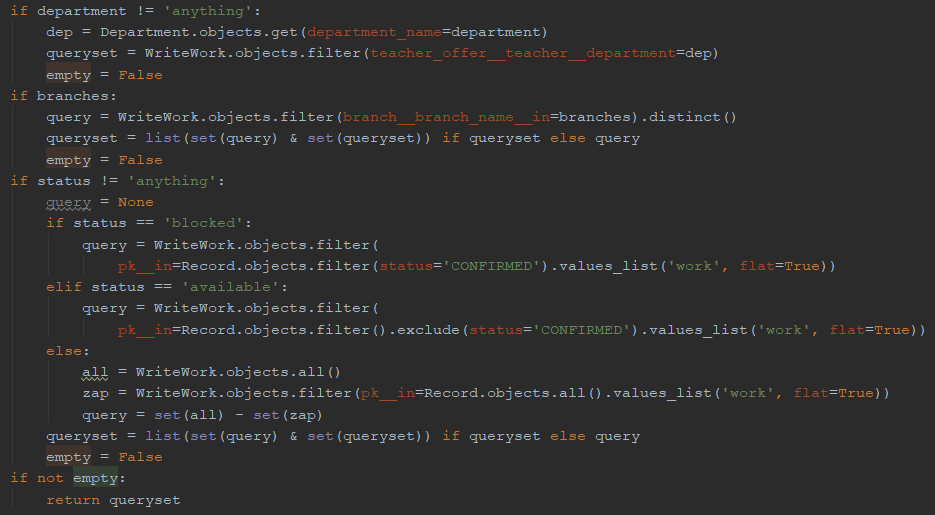 if department != 'anything':
    dep = Department.objects.get(department_name=department)
    queryset = WriteWork.objects.filter(teacher_offer__teacher__department=dep)
    empty = False
if branches:
    query = WriteWork.objects.filter(branch__branch_name__in=branches).distinct()
    queryset = list(set(query) & set(queryset)) if queryset else query
    empty = False
if status != 'anything':
    query = None
    if status == 'blocked':
        query = WriteWork.objects.filter(
            pk__in=Record.objects.filter(status='CONFIRMED').values_list('work', flat=True))
    elif status == 'available':
        query = WriteWork.objects.filter(
            pk__in=Record.objects.filter().exclude(status='CONFIRMED').values_list('work', flat=True))
    else:
        all = WriteWork.objects.all()
        zap = WriteWork.objects.filter(pk__in=Record.objects.all().values_list('work', flat=True))
        query = set(all) - set(zap)
    queryset = list(set(query) & set(queryset)) if queryset else query
    empty = False
if not empty:
    return queryset